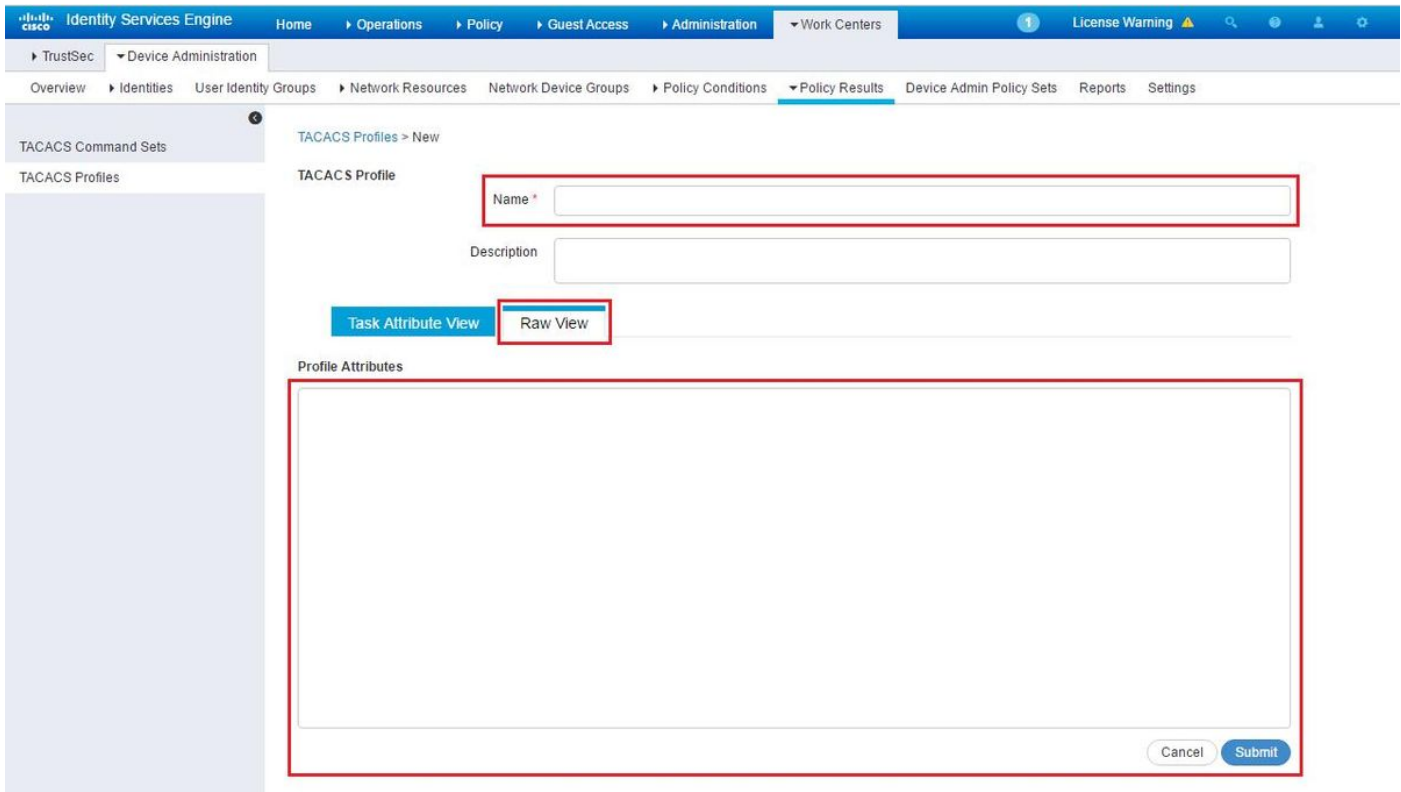 cisco Identity Services Engine Home Operations Policy Guest Access Administration Work Centers 1 License Warning
TrustSec Device Administration
Overview Identities User Identity Groups Network Resources Network Device Groups Policy Conditions Policy Results Device Admin Policy Sets Reports Settings
TACACS Command Sets
TACACS Profiles
TACACS Profiles > New
TACACS Profile
Name *
Description
Task Attribute View Raw View
Profile Attributes
Cancel Submit